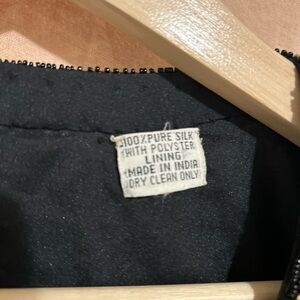 100% PURE SILK
WITH POLYSTER
LINING
MADE IN INDIA
DRY CLEAN ONLY